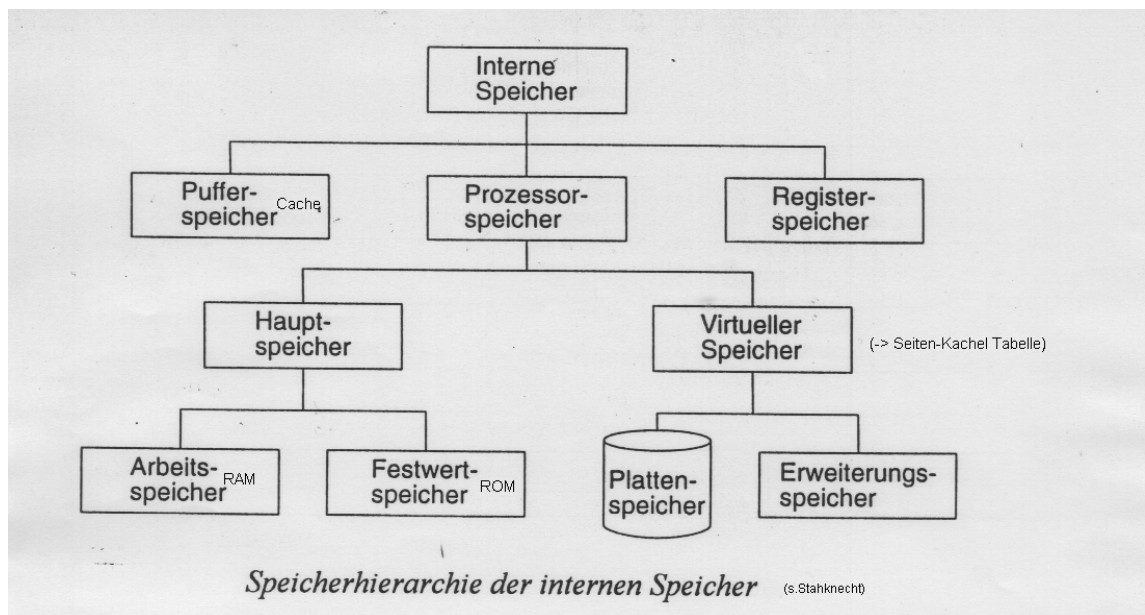 Interne
Speicher
Puffer-
speicher Cache
Prozessor-
speicher
Register-
speicher
Haupt-
speicher
Virtueller
Speicher
(-> Seiten-Kachel Tabelle)
Arbeits-
speicher RAM
Festwert-
speicher ROM
Platten-
speicher
Erweiterungs-
speicher
Speicherhierarchie der internen Speicher (s.Stahknecht)